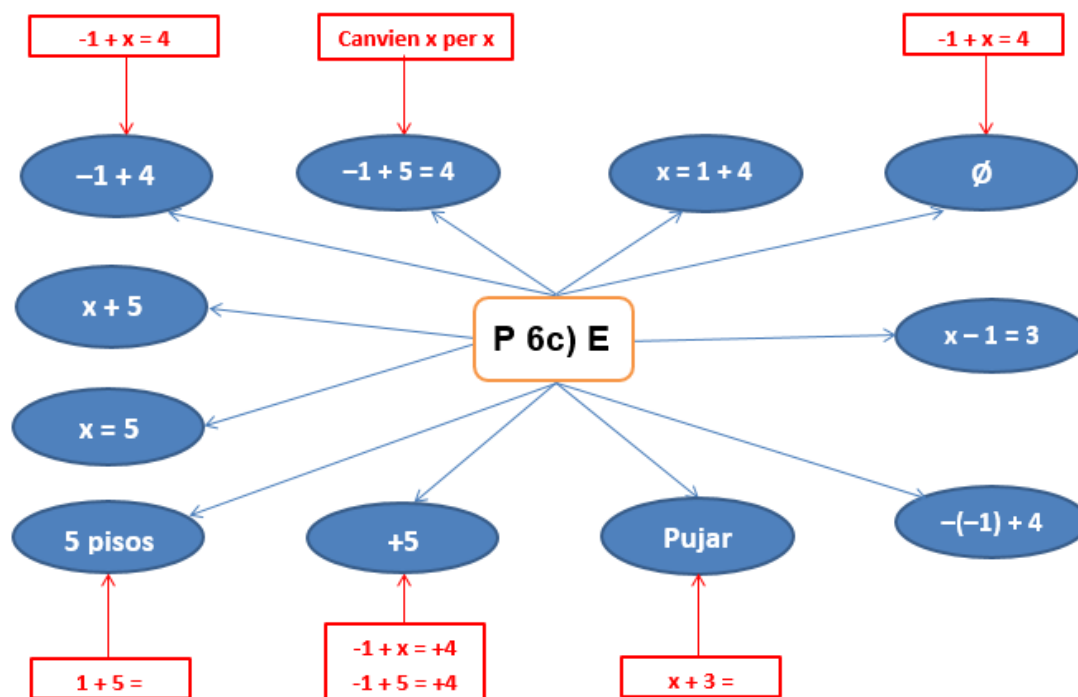 -1 + x = 4
Canvien x per x
-1 + x = 4
–1 + 4
–1 + 5 = 4
x = 1 + 4
Ø
x + 5
P 6c) E
x – 1 = 3
x = 5
5 pisos
+5
Pujar
–(–1) + 4
1 + 5 =
-1 + x = +4
-1 + 5 = +4
x + 3 =